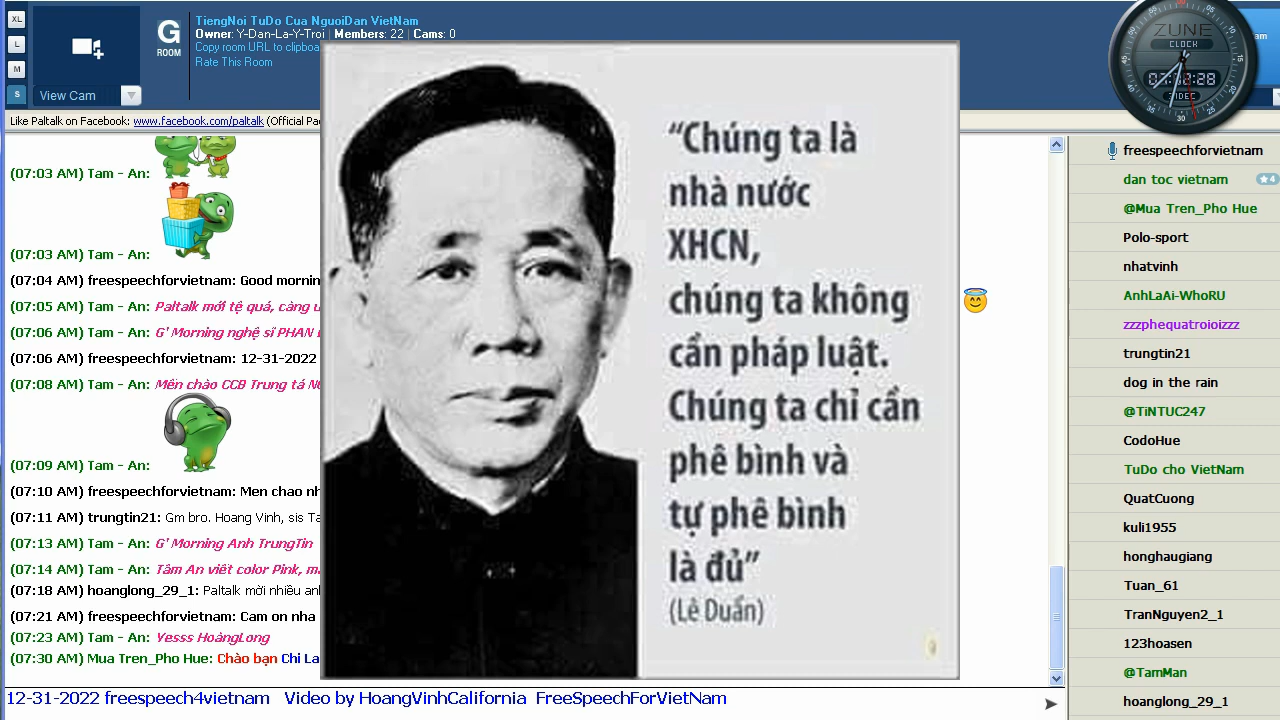 XL
L
M
S
View Cam
G
ROOM
TiengNoi TuDo Cua NguoiDan VietNam
Owner: Y-Dan-La-Y-Troi | Members: 22 | Cams: 0
Copy room URL to clipboa
Rate This Room
ZUNE
CLOCK
Like Paltalk on Facebook: www.facebook.com/paltalk (Official Pa
(07:03 AM) Tam - An:
(07:03 AM) Tam - An:
(07:04 AM) freespeechforvietnam: Good mornin
(07:05 AM) Tam - An: Paltalk mới tệ quá, càng u
(07:06 AM) Tam - An: G' Morning nghệ sĩ PHAN
(07:06 AM) freespeechforvietnam: 12-31-2022
(07:08 AM) Tam - An: Mến chào CCB Trung tá
(07:09 AM) Tam - An:
(07:10 AM) freespeechforvietnam: Men chao nh
(07:11 AM) trungtin21: Gm bro. Hoang Vinh, sis Ta
(07:13 AM) Tam - An: G' Morning Anh TrungTin
(07:14 AM) Tam - An: Tâm An viết color Pink, m
(07:18 AM) hoanglong_29_1: Paltalk mời nhiều anh
(07:21 AM) freespeechforvietnam: Cam on nha
(07:23 AM) Tam - An: Yesss HoàngLong
(07:30 AM) Mua Tren_Pho Hue: Chào bạn Chi La
“Chúng ta là
nhà nước
XHCN,
chúng ta không
cần pháp luật.
Chúng ta chỉ cần
phê bình và
tự phê bình
là đủ”
(Lê Duẩn)
freespeechforvietnam
dan toc vietnam
4
@Mua Tren_Pho Hue
Polo-sport
nhatvinh
AnhLaAi-WhoRU
zzzphequatroioizzz
trungtin21
dog in the rain
@TiNTUC247
CodoHue
TuDo cho VietNam
QuatCuong
kuli1955
honghaugiang
Tuan_61
TranNguyen2_1
123hoasen
@TamMan
hoanglong_29_1
12-31-2022 freespeech4vietnam Video by HoangVinhCalifornia FreeSpeechForVietNam